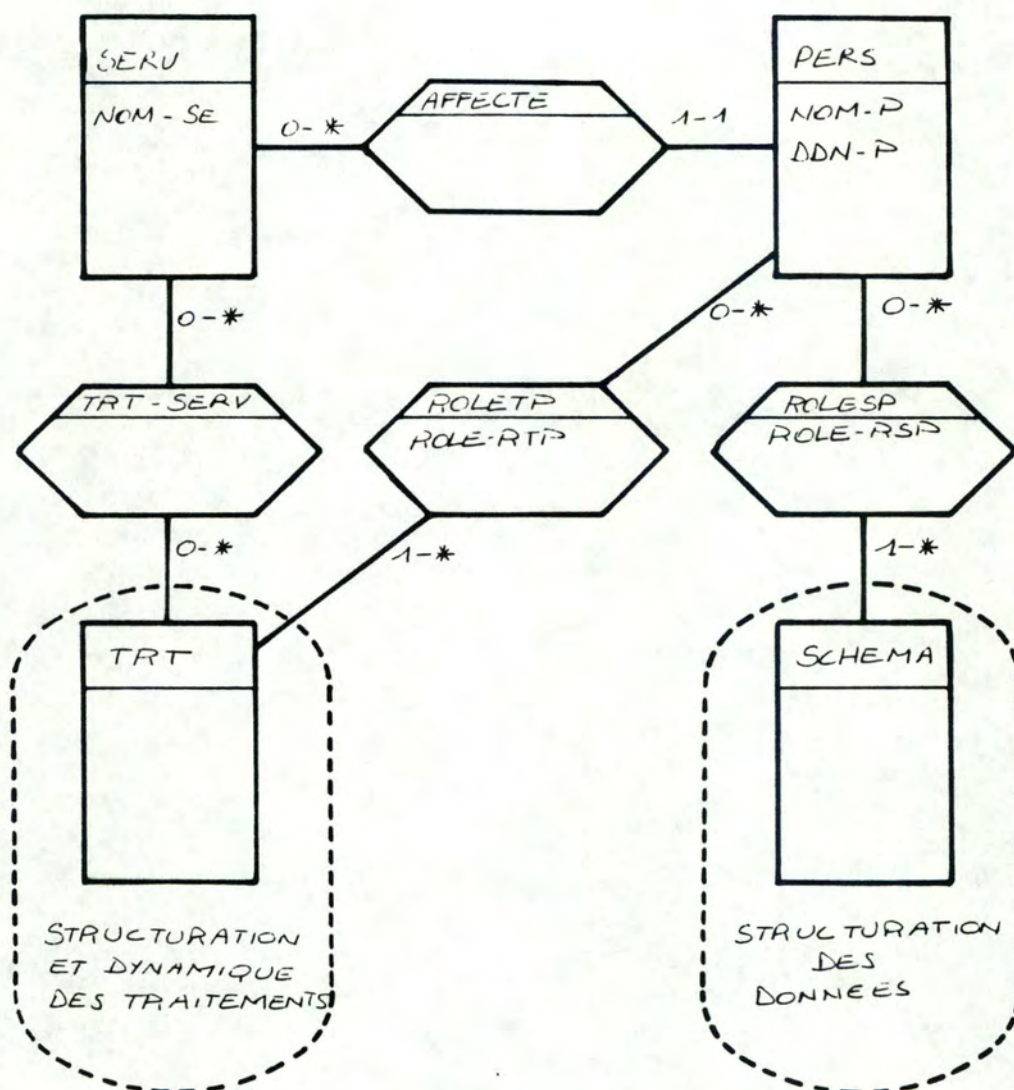 SERV
NOM-SE
0-*
AFFECTE
1-1
PERS
NOM-P
DDN-P
0-*
0-*
0-*
TRT-SERV
ROLETP
ROLE-RTP
ROLESP
ROLE-RSP
0-*
1-*
1-*
TRT
SCHEMA
STRUCTURATION
ET DYNAMIQUE
DES TRAITEMENTS
STRUCTURATION
DES
DONNEES